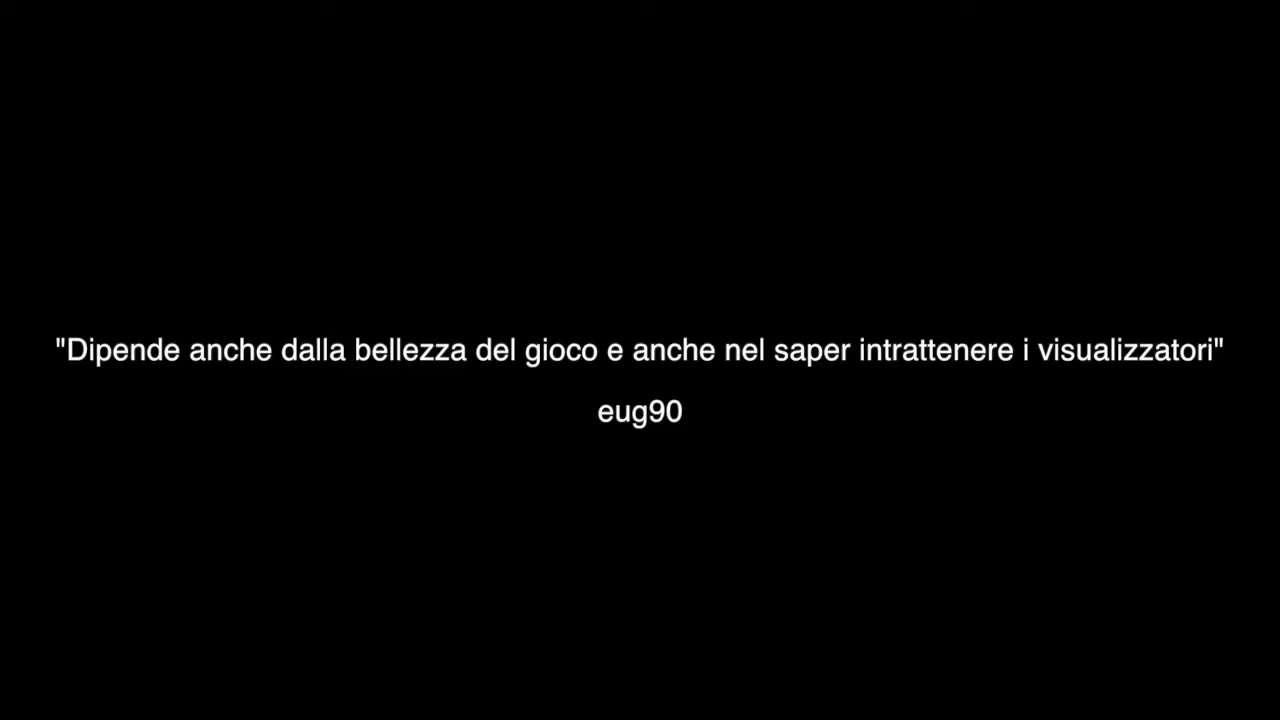 "Dipende anche dalla bellezza del gioco e anche nel saper intrattenere i visualizzatori"
eug90